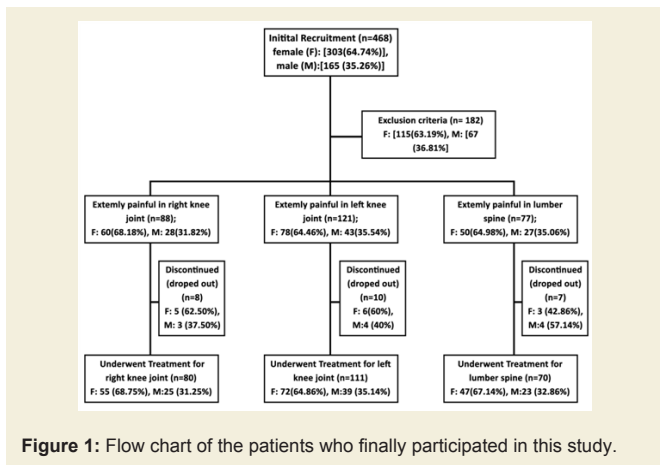 Initital Recruitment (n=468)
female (F): [303(64.74%)],
male (M):[165 (35.26%)]
Exclusion criteria (n= 182)
F: [115(63.19%), M: [67
(36.81%]
Extemly painful in right knee
joint (n=88);
F: 60(68.18%), M: 28(31.82%)
Extemly painful in left knee
joint (n=121);
F: 78(64.46%), M: 43(35.54%)
Extemly painful in lumber
spine (n=77);
F: 50(64.98%), M: 27(35.06%)
Discontinued
(droped out)
(n=8)
F: 5 (62.50%),
M: 3 (37.50%)
Discontinued
(droped out)
(n=10)
F: 6(60%),
M:4 (40%)
Discontinued
(droped out)
(n=7)
F: 3 (42.86%),
M:4 (57.14%)
Underwent Treatment for
right knee joint (n=80)
F: 55 (68.75%), M:25 (31.25%)
Underwent Treatment for left
knee joint (n=111)
F: 72(64.86%), M:39 (35.14%)
Underwent Treatment for
lumber spine (n=70)
F: 47(67.14%), M:23 (32.86%)
Figure 1: Flow chart of the patients who finally participated in this study.